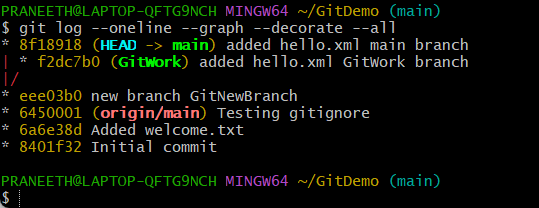 PRANEETH@LAPTOP-QFTG9NCH MINGW64 ~/GitDemo (main)
$ git log --oneline --graph --decorate --all
* 8f18918 (HEAD -> main) added hello.xml main branch
| * f2dc7b0 (GitWork) added hello.xml GitWork branch
|/
* eee03b0 new branch GitNewBranch
* 6450001 (origin/main) Testing gitignore
* 6a6e38d Added welcome.txt
* 8401f32 Initial commit
PRANEETH@LAPTOP-QFTG9NCH MINGW64 ~/GitDemo (main)
$